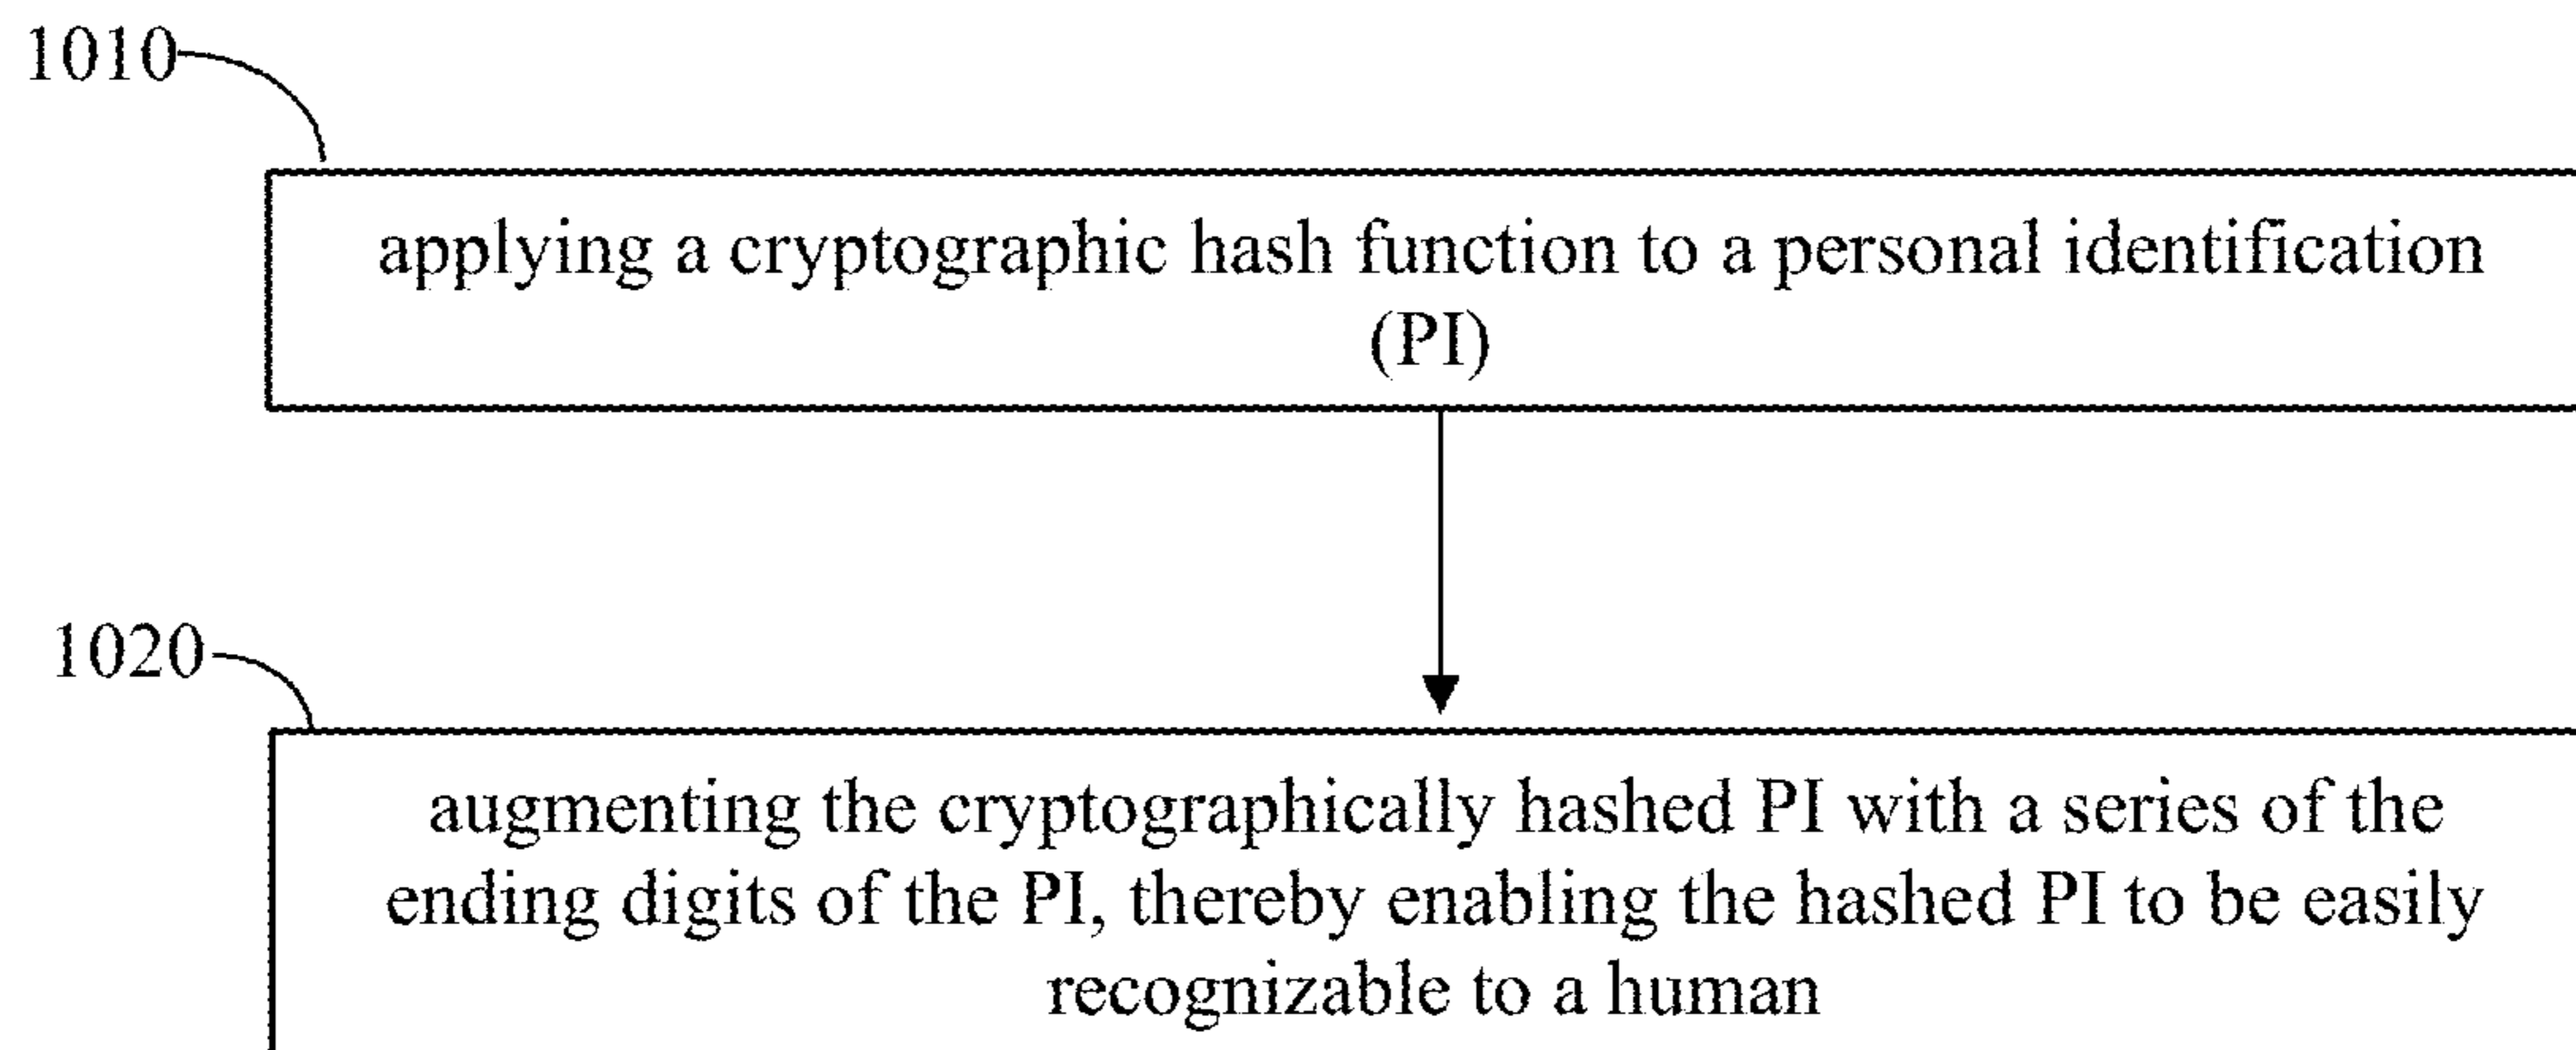 1010
applying a cryptographic hash function to a personal identification
(PI)
1020
augmenting the cryptographically hashed PI with a series of the
ending digits of the PI, thereby enabling the hashed PI to be easily
recognizable to a human